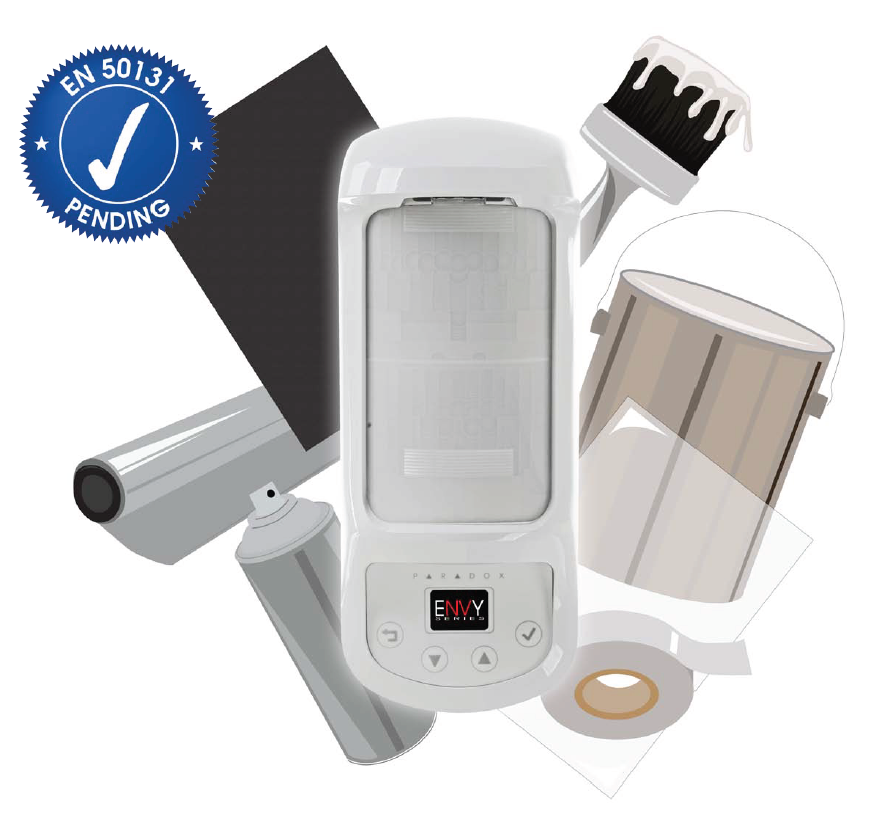 EN 50131
PENDING
PARADOX
ENVY
SERIES